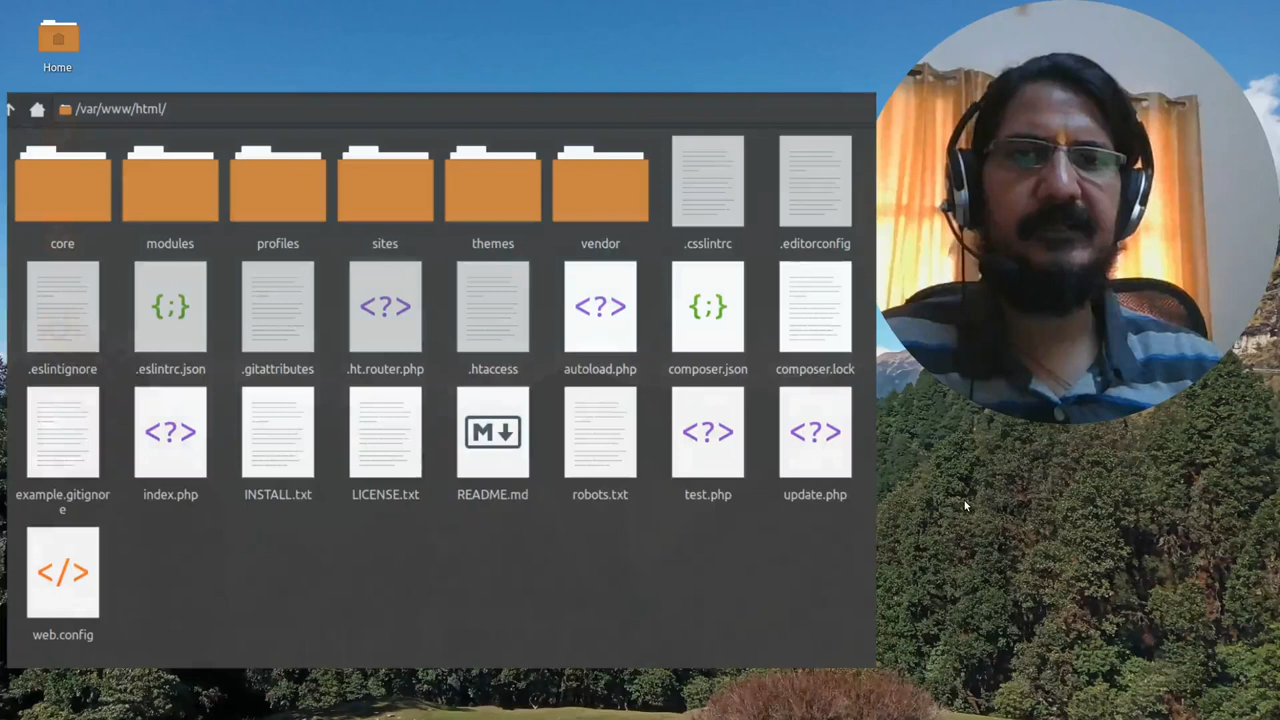 Home
/var/www/html/
core
modules
profiles
sites
themes
vendor
.csslintrc
.editorconfig
.eslintignore
.eslintrc.json
.gitattributes
.ht.router.php
.htaccess
autoload.php
composer.json
composer.lock
example.gitignor
e
index.php
INSTALL.txt
LICENSE.txt
README.md
robots.txt
test.php
update.php
web.config